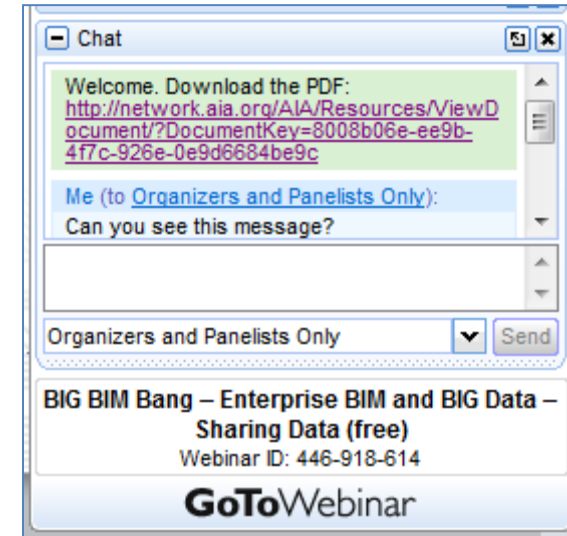 Chat
Welcome. Download the PDF:
http://network.aia.org/AIA/Resources/ViewD
ocument/?DocumentKey=8008b06e-ee9b-
4f7c-926e-0e9d6684be9c
Me (to Organizers and Panelists Only):
Can you see this message?
Organizers and Panelists Only
Send
BIG BIM Bang – Enterprise BIM and BIG Data –
Sharing Data (free)
Webinar ID: 446-918-614
GoToWebinar